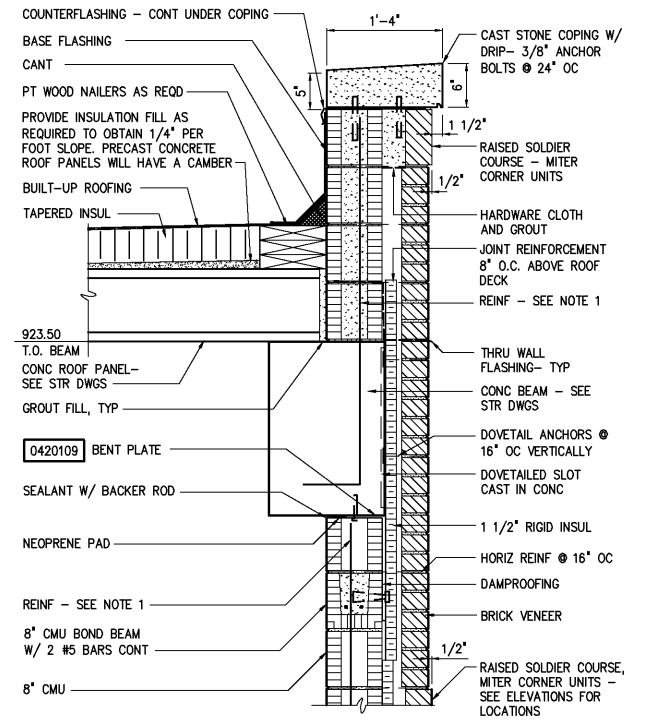 COUNTERFLASHING - CONT UNDER COPING
BASE FLASHING
CANT
PT WOOD NAILERS AS REQD
PROVIDE INSULATION FILL AS
REQUIRED TO OBTAIN 1/4" PER
FOOT SLOPE. PRECAST CONCRETE
ROOF PANELS WILL HAVE A CAMBER
BUILT-UP ROOFING
TAPERED INSUL
923.50
T.O. BEAM
CONC ROOF PANEL-
SEE STR DWGS
GROUT FILL, TYP
0420109 BENT PLATE
SEALANT W/ BACKER ROD
NEOPRENE PAD
REINF - SEE NOTE 1
8" CMU BOND BEAM
W/ 2 #5 BARS CONT
8" CMU
1'-4"
5"
6"
1 1/2"
1/2"
CAST STONE COPING W/
DRIP- 3/8" ANCHOR
BOLTS @ 24" OC
RAISED SOLDIER
COURSE - MITER
CORNER UNITS
HARDWARE CLOTH
AND GROUT
JOINT REINFORCEMENT
8" O.C. ABOVE ROOF
DECK
REINF - SEE NOTE 1
THRU WALL
FLASHING- TYP
CONC BEAM - SEE
STR DWGS
DOVETAIL ANCHORS @
16" OC VERTICALLY
DOVETAILED SLOT
CAST IN CONC
1 1/2" RIGID INSUL
HORIZ REINF @ 16" OC
DAMPROOFING
BRICK VENEER
1/2"
RAISED SOLDIER COURSE,
MITER CORNER UNITS -
SEE ELEVATIONS FOR
LOCATIONS